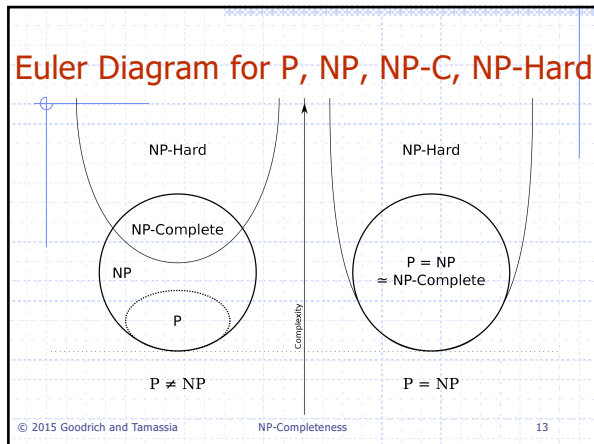 Euler Diagram for P, NP, NP-C, NP-Hard
NP-Hard
NP-Complete
NP
P
P ≠ NP
Complexity
NP-Hard
P = NP
≃ NP-Complete
P = NP
© 2015 Goodrich and Tamassia
NP-Completeness
13